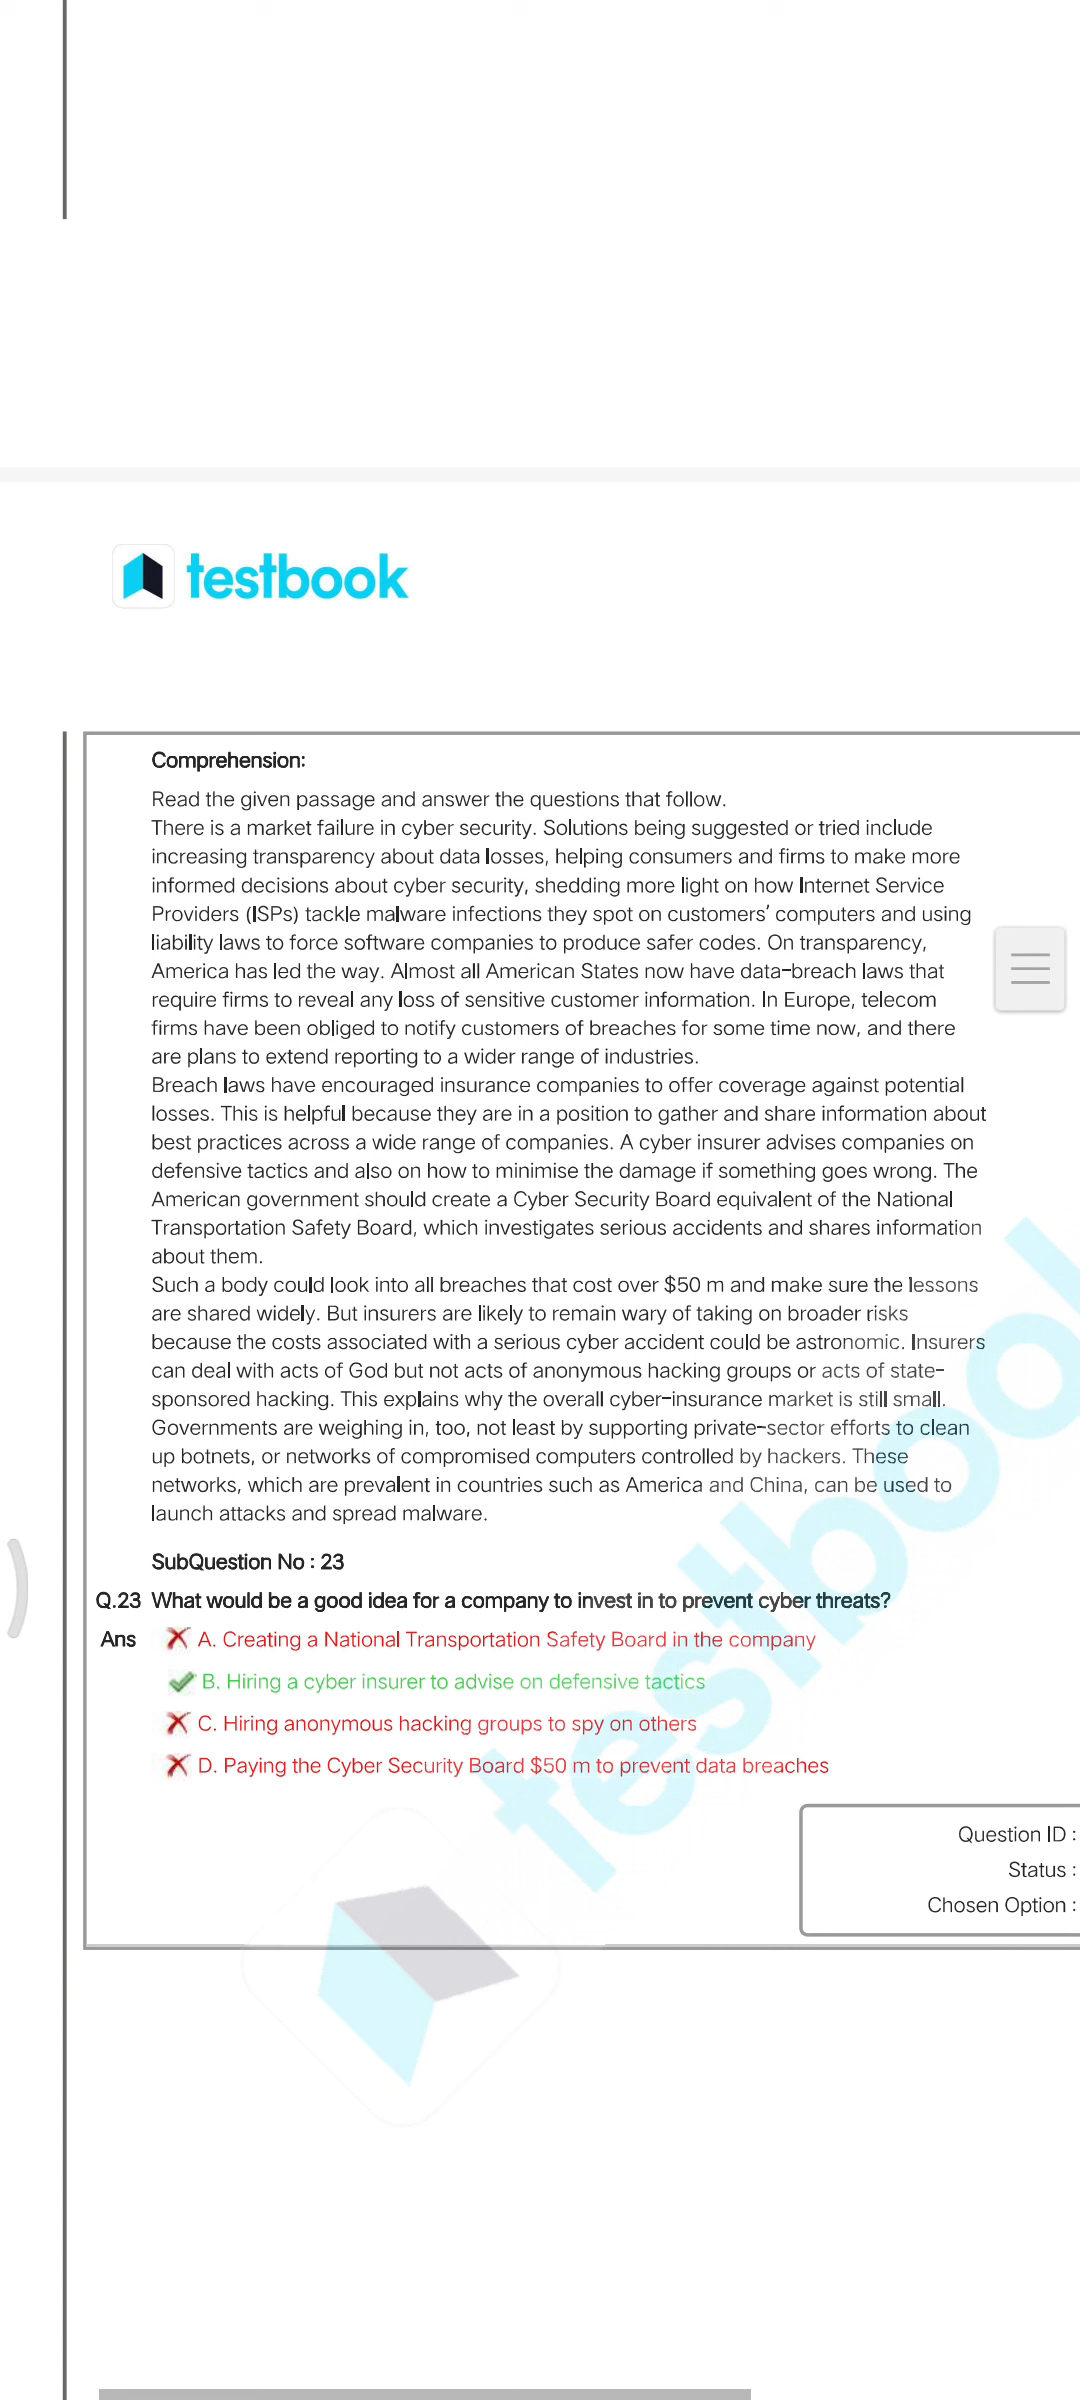 testbook
Comprehension:
Read the given passage and answer the questions that follow.
There is a market failure in cyber security. Solutions being suggested or tried include
increasing transparency about data losses, helping consumers and firms to make more
informed decisions about cyber security, shedding more light on how Internet Service
Providers (ISPs) tackle malware infections they spot on customers' computers and using
liability laws to force software companies to produce safer codes. On transparency,
America has led the way. Almost all American States now have data-breach laws that
require firms to reveal any loss of sensitive customer information. In Europe, telecom
firms have been obliged to notify customers of breaches for some time now, and there
are plans to extend reporting to a wider range of industries.
Breach laws have encouraged insurance companies to offer coverage against potential
losses. This is helpful because they are in a position to gather and share information about
best practices across a wide range of companies. A cyber insurer advises companies on
defensive tactics and also on how to minimise the damage if something goes wrong. The
American government should create a Cyber Security Board equivalent of the National
Transportation Safety Board, which investigates serious accidents and shares information
about them.
Such a body could look into all breaches that cost over $50 m and make sure the lessons
are shared widely. But insurers are likely to remain wary of taking on broader risks
because the costs associated with a serious cyber accident could be astronomic. Insurers
can deal with acts of God but not acts of anonymous hacking groups or acts of state-
sponsored hacking. This explains why the overall cyber-insurance market is still small.
Governments are weighing in, too, not least by supporting private-sector efforts to clean
up botnets, or networks of compromised computers controlled by hackers. These
networks, which are prevalent in countries such as America and China, can be used to
launch attacks and spread malware.
SubQuestion No : 23
Q.23 What would be a good idea for a company to invest in to prevent cyber threats?
Ans A. Creating a National Transportation Safety Board in the company
B. Hiring a cyber insurer to advise on defensive tactics
C. Hiring anonymous hacking groups to spy on others
D. Paying the Cyber Security Board $50 m to prevent data breaches
Question ID :
Status :
Chosen Option :
testbook